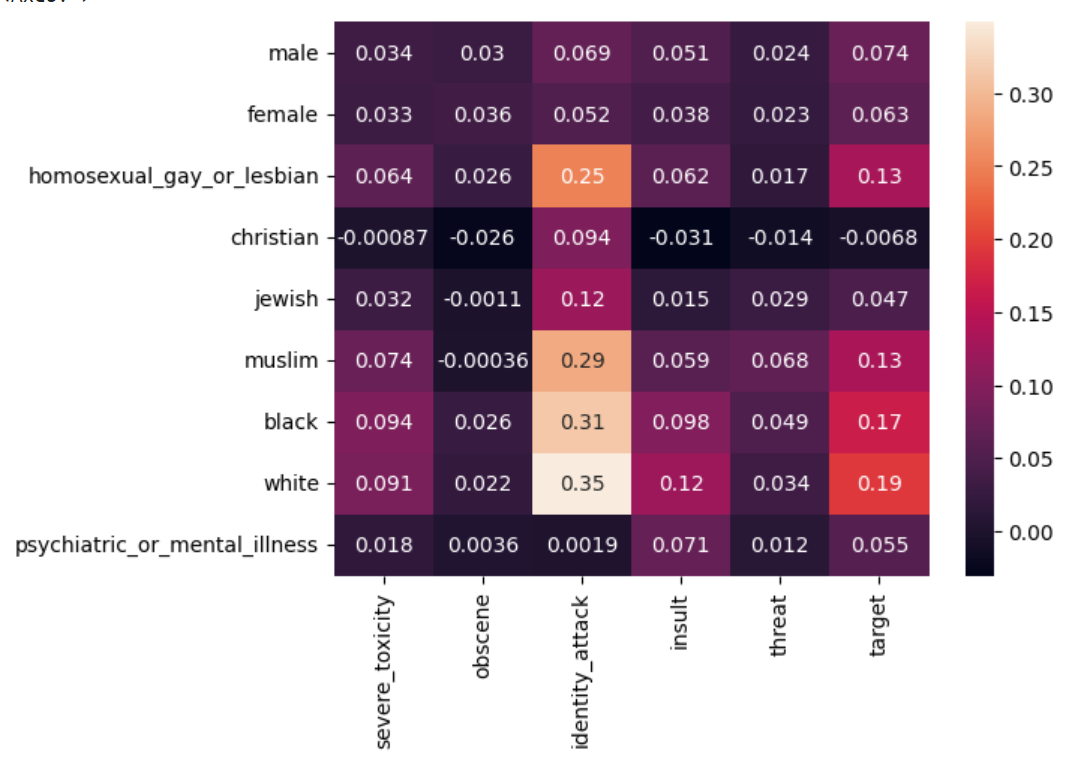 male 0.034 0.03 0.069 0.051 0.024 0.074
0.30
female 0.033 0.036 0.052 0.038 0.023 0.063
0.25
homosexual_gay_or_lesbian 0.064 0.026 0.25 0.062 0.017 0.13
0.20
christian -0.00087 -0.026 0.094 -0.031 -0.014 -0.0068
jewish 0.032 -0.0011 0.12 0.015 0.029 0.047
0.15
muslim 0.074 -0.00036 0.29 0.059 0.068 0.13
0.10
black 0.094 0.026 0.31 0.098 0.049 0.17
0.05
white 0.091 0.022 0.35 0.12 0.034 0.19
0.00
psychiatric_or_mental_illness 0.018 0.0036 0.0019 0.071 0.012 0.055
severe_toxicity
obscene
identity_attack
insult
threat
target